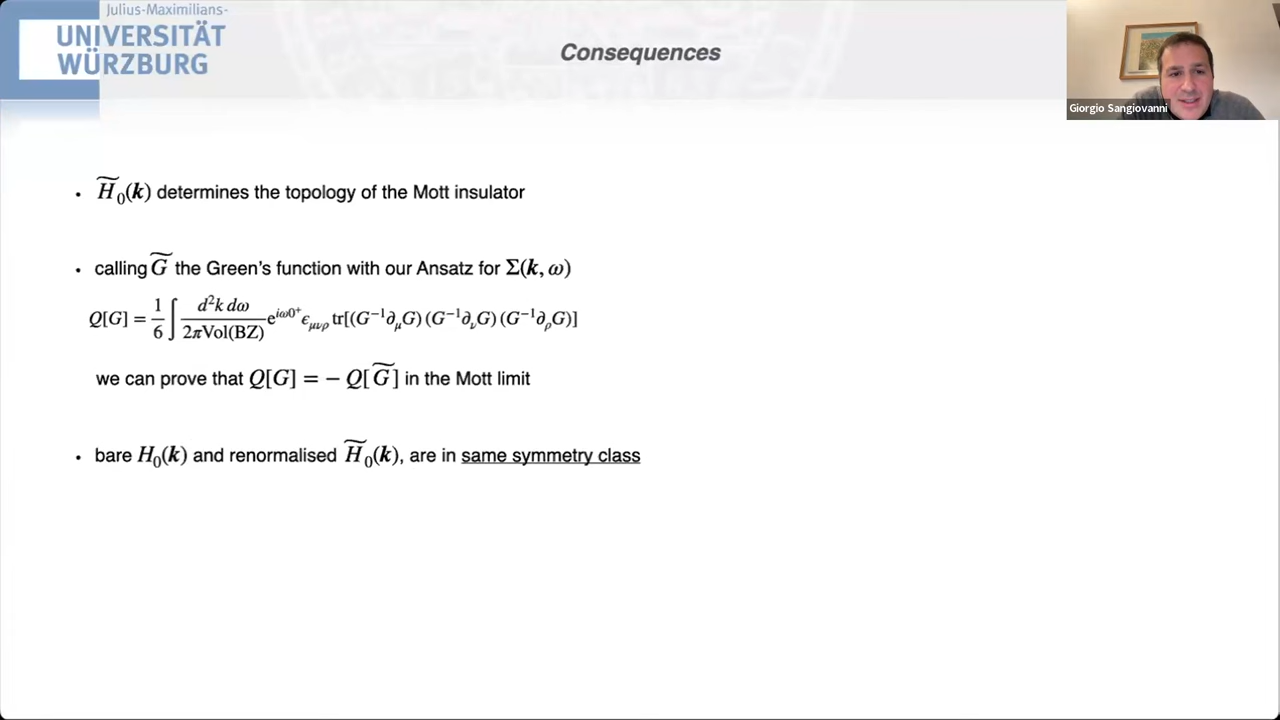 Julius-Maximilians-
UNIVERSITÄT
WÜRZBURG
Consequences
Giorgio Sangiovanni
• H̃₀(k) determines the topology of the Mott insulator
• calling G̃ the Green's function with our Ansatz for Σ(k, ω)
Q[G] = 1/6 ∫ d²k dω / 2πVol(BZ) e^{iω0⁺} ϵ_{μνρ} tr[(G⁻¹∂_μG) (G⁻¹∂_νG) (G⁻¹∂_ρG)]
we can prove that Q[G] = − Q[G̃] in the Mott limit
• bare H₀(k) and renormalised H̃₀(k), are in same symmetry class